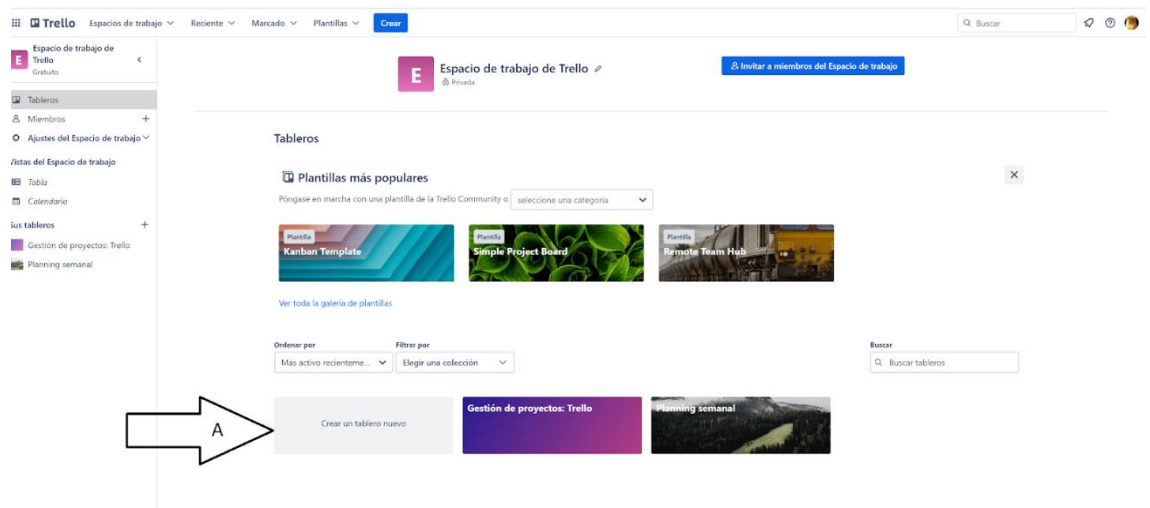 Trello
Espacios de trabajo
Reciente
Marcado
Plantillas
Crear
Buscar
E
Espacio de trabajo de
Trello
Gratuito
Tableros
Miembros
Ajustes del Espacio de trabajo
Vistas del Espacio de trabajo
Tabla
Calendario
Sus tableros
Gestión de proyectos: Trello
Planning semanal
E
Espacio de trabajo de Trello
Privada
Invitar a miembros del Espacio de trabajo
Tableros
Plantillas más populares
Póngase en marcha con una plantilla de la Trello Community o
seleccione una categoría
Plantilla
Kanban Template
Plantilla
Simple Project Board
Plantilla
Remote Team Hub
Ver toda la galería de plantillas
Ordenar por
Más activo recienteme...
Filtrar por
Elegir una colección
Buscar
Buscar tableros
A
Crear un tablero nuevo
Gestión de proyectos: Trello
Planning semanal